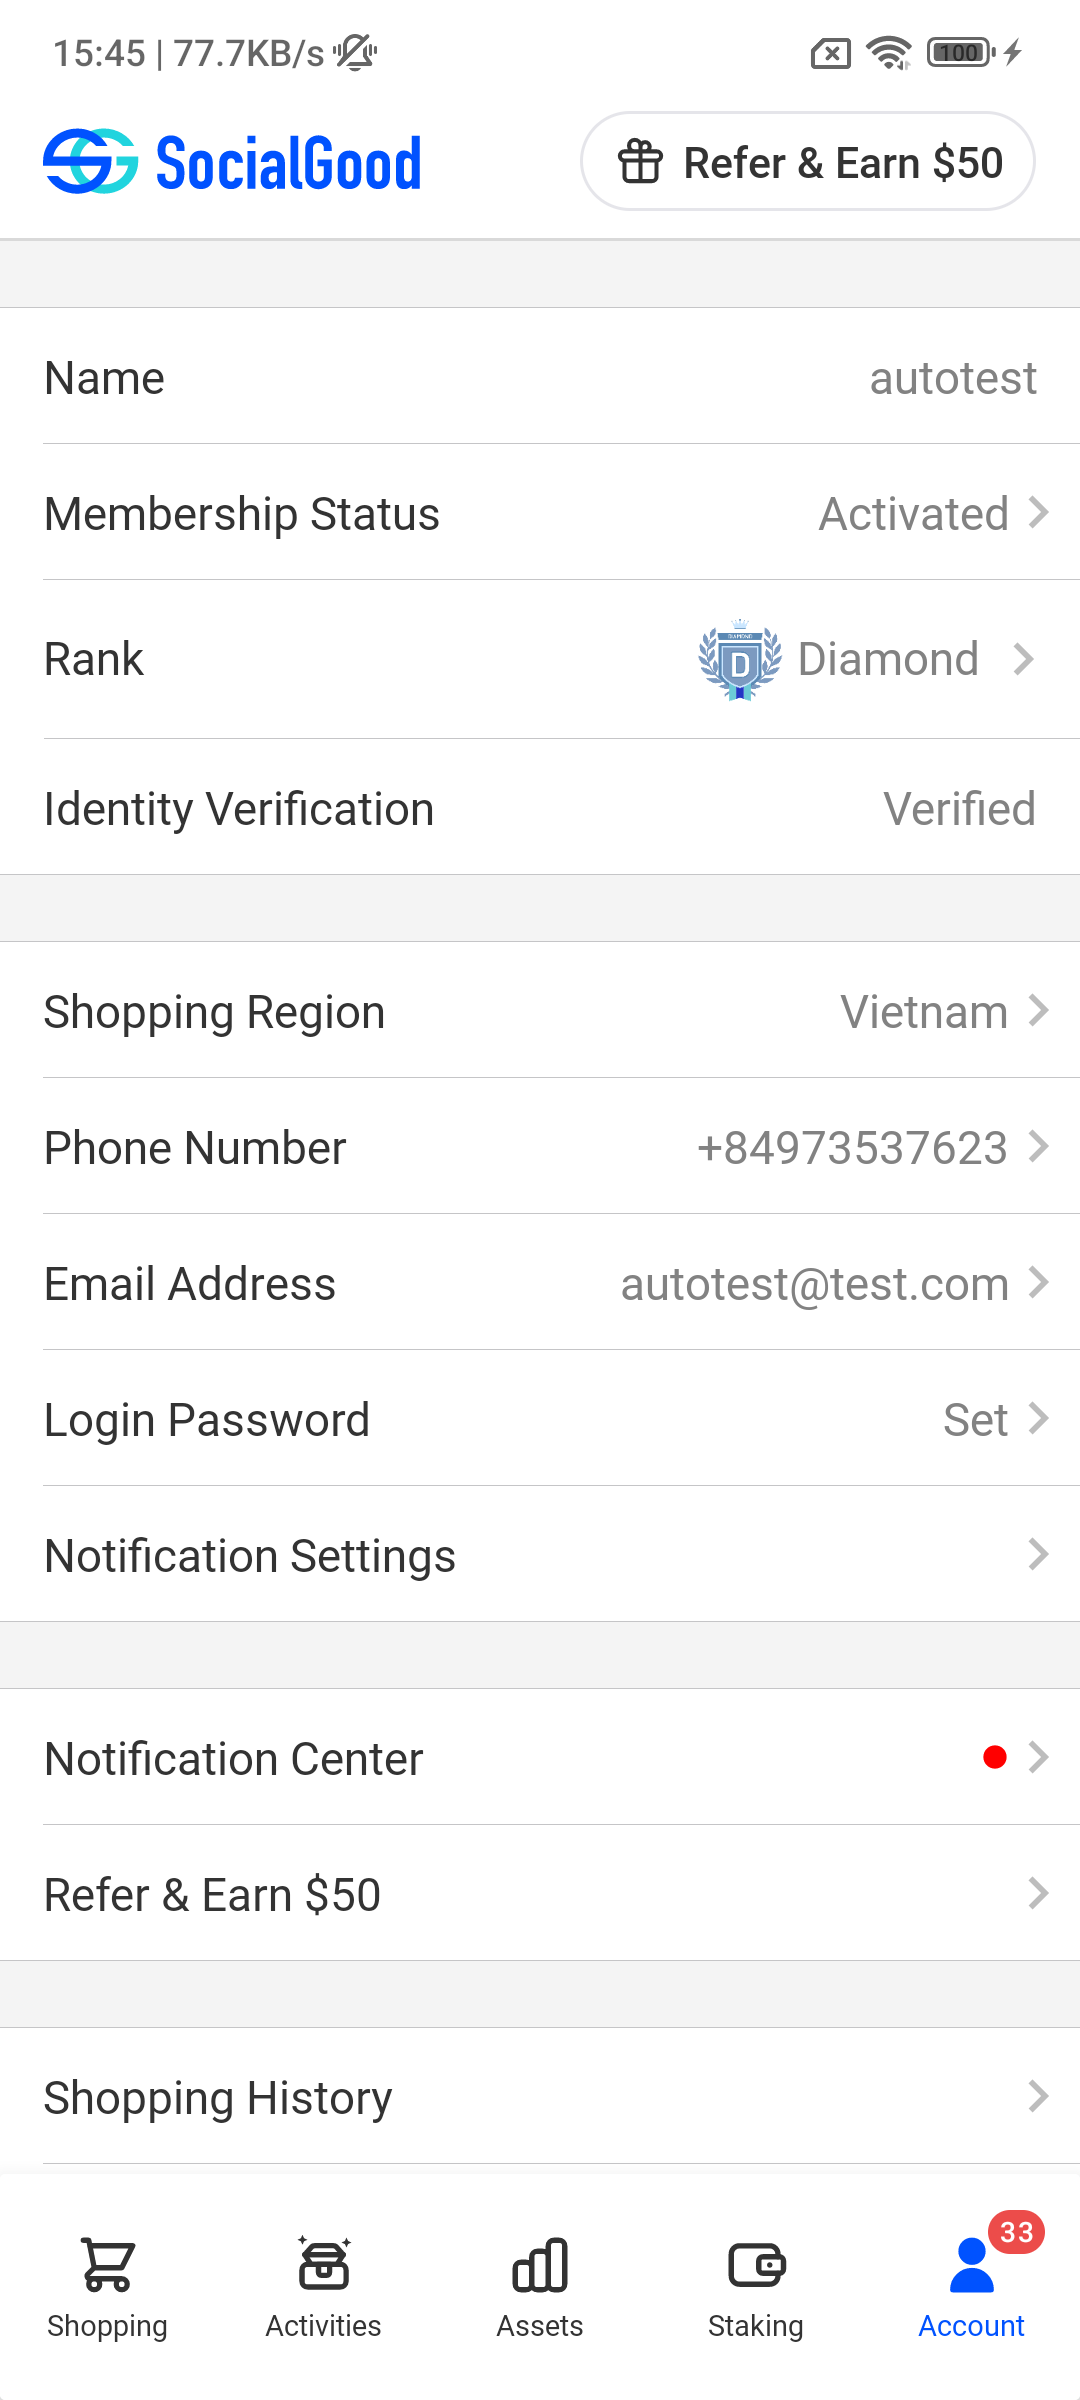 15:45 | 77.7KB/s
100
SocialGood
Refer & Earn $50
Name
autotest
Membership Status
Activated
Rank
DIAMOND
D
Diamond
Identity Verification
Verified
Shopping Region
Vietnam
Phone Number
+84973537623
Email Address
autotest@test.com
Login Password
Set
Notification Settings
Notification Center
Refer & Earn $50
Shopping History
33
Shopping
Activities
Assets
Staking
Account